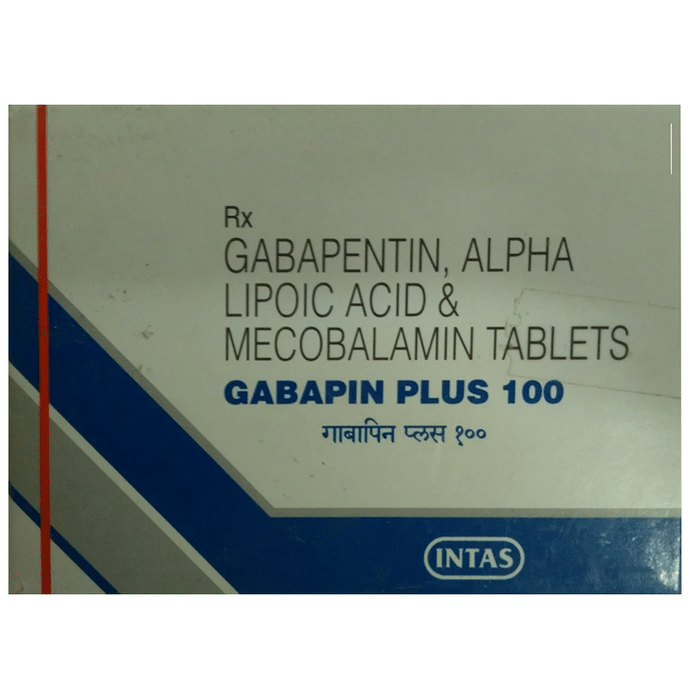 Rx
GABAPENTIN, ALPHA
LIPOIC ACID &
MECOBALAMIN TABLETS
GABAPIN PLUS 100
गाबापिन प्लस १००
INTAS